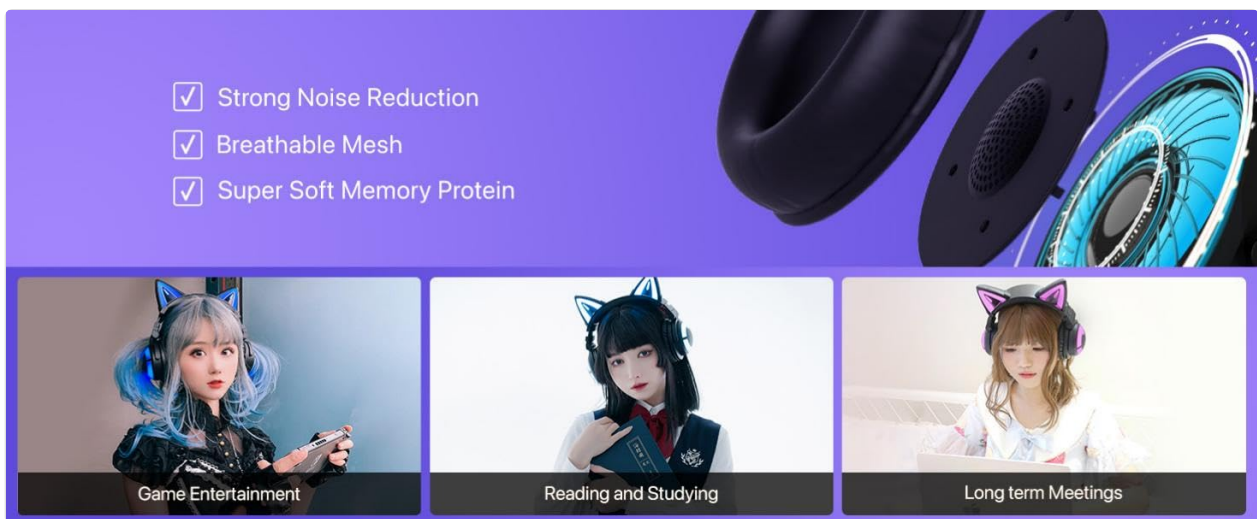 Strong Noise Reduction
Breathable Mesh
Super Soft Memory Protein
Game Entertainment
Reading and Studying
Long term Meetings